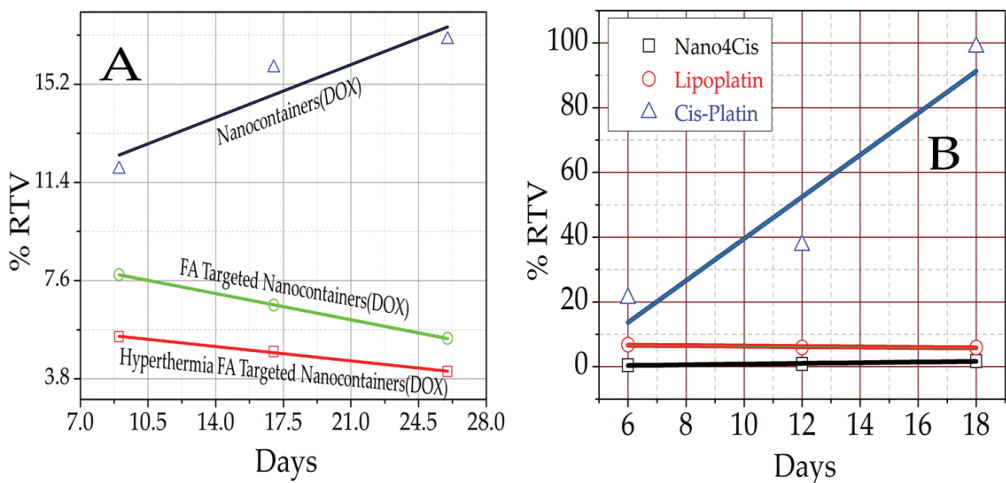 A
% RTV
15.2
11.4
7.6
3.8
7.0
10.5
14.0
17.5
21.0
24.5
28.0
Days
Nanocontainers(DOX)
FA Targeted Nanocontainers(DOX)
Hyperthermia FA Targeted Nanocontainers(DOX)
B
% RTV
100
80
60
40
20
0
6
8
10
12
14
16
18
Days
Nano4Cis
Lipoplatin
Cis-Platin